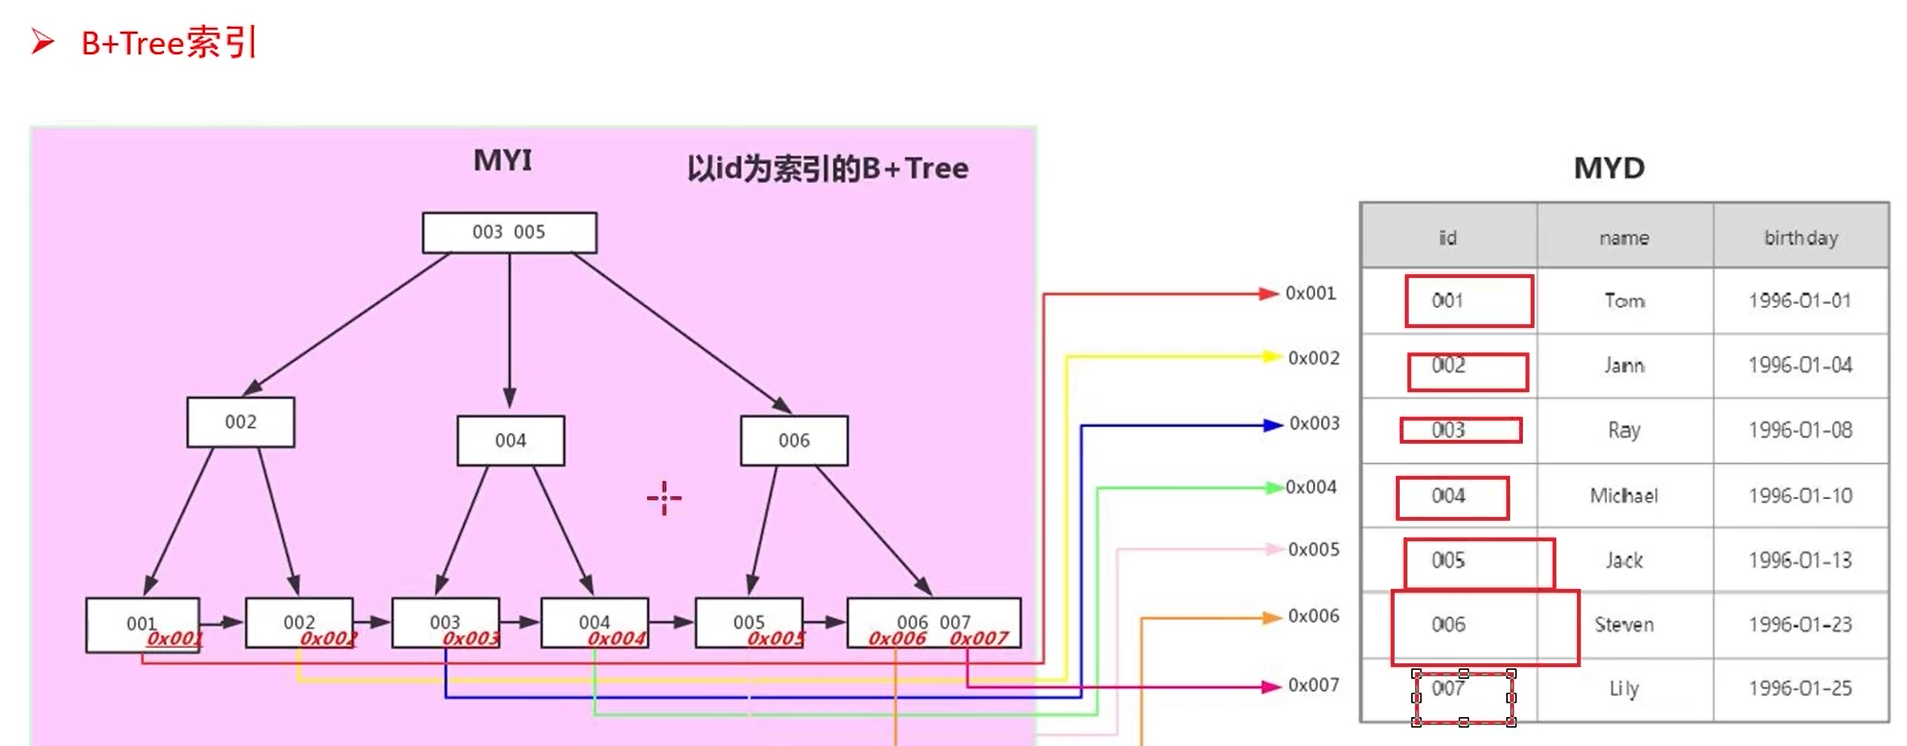 B+Tree索引
MYI
以id为索引的B+Tree
003 005
002
004
006
001
0x001
002
0x002
003
0x003
004
0x004
005
0x005
006 007
0x006 0x007
0x001
0x002
0x003
0x004
0x005
0x006
0x007
MYD
id name birthday
001 Tom 1996-01-01
002 Jann 1996-01-04
003 Ray 1996-01-08
004 Michael 1996-01-10
005 Jack 1996-01-13
006 Steven 1996-01-23
007 Lily 1996-01-25